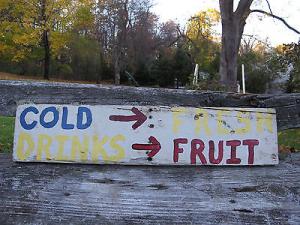 COLD → FRESH
DRINKS → FRUIT